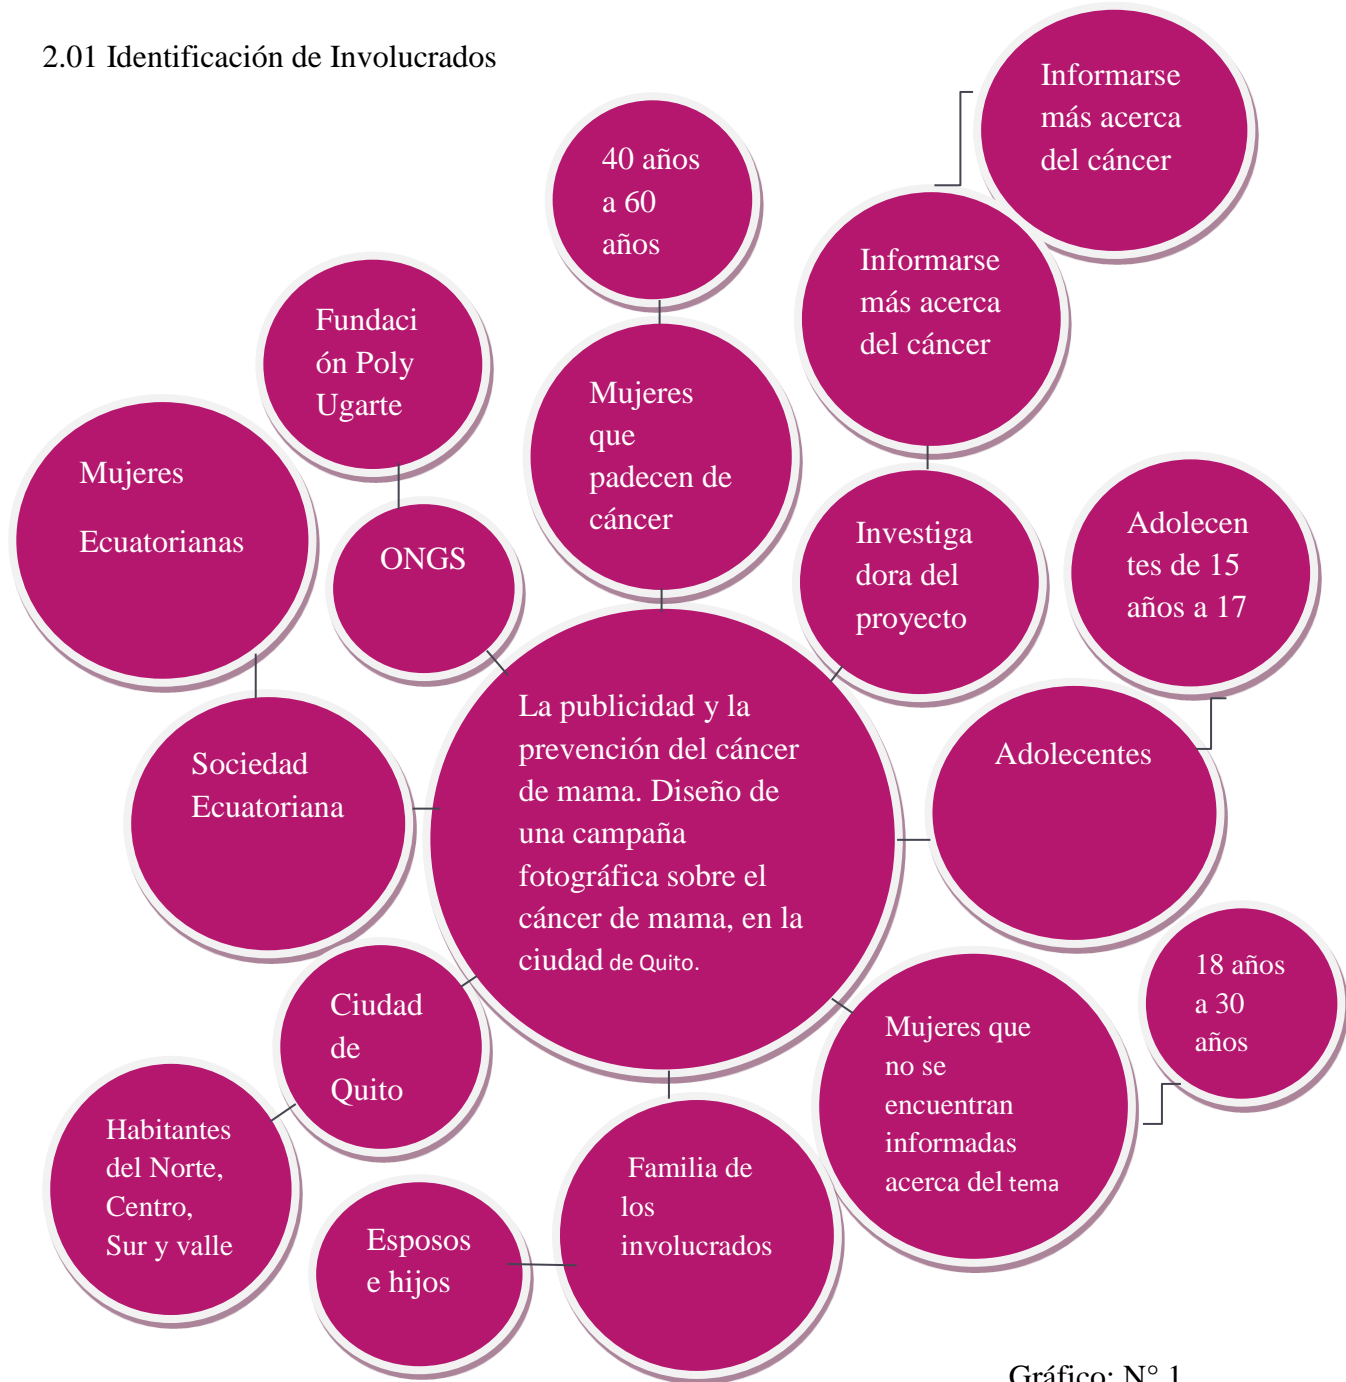 2.01 Identificación de Involucrados
Informarse
más acerca
del cáncer
40 años
a 60
años
Informarse
más acerca
del cáncer
Fundaci
ón Poly
Ugarte
Mujeres
que
padecen de
cáncer
Mujeres
Ecuatorianas
ONGS
Investiga
dora del
proyecto
Adolecen
tes de 15
años a 17
La publicidad y la
prevención del cáncer
de mama. Diseño de
una campaña
fotográfica sobre el
cáncer de mama, en la
ciudad de Quito.
Sociedad
Ecuatoriana
Adolecentes
Ciudad
de
Quito
18 años
a 30
años
Mujeres que
no se
encuentran
informadas
acerca del tema
Habitantes
del Norte,
Centro,
Sur y valle
Familia de
los
involucrados
Esposos
e hijos
Gráfico: N° 1